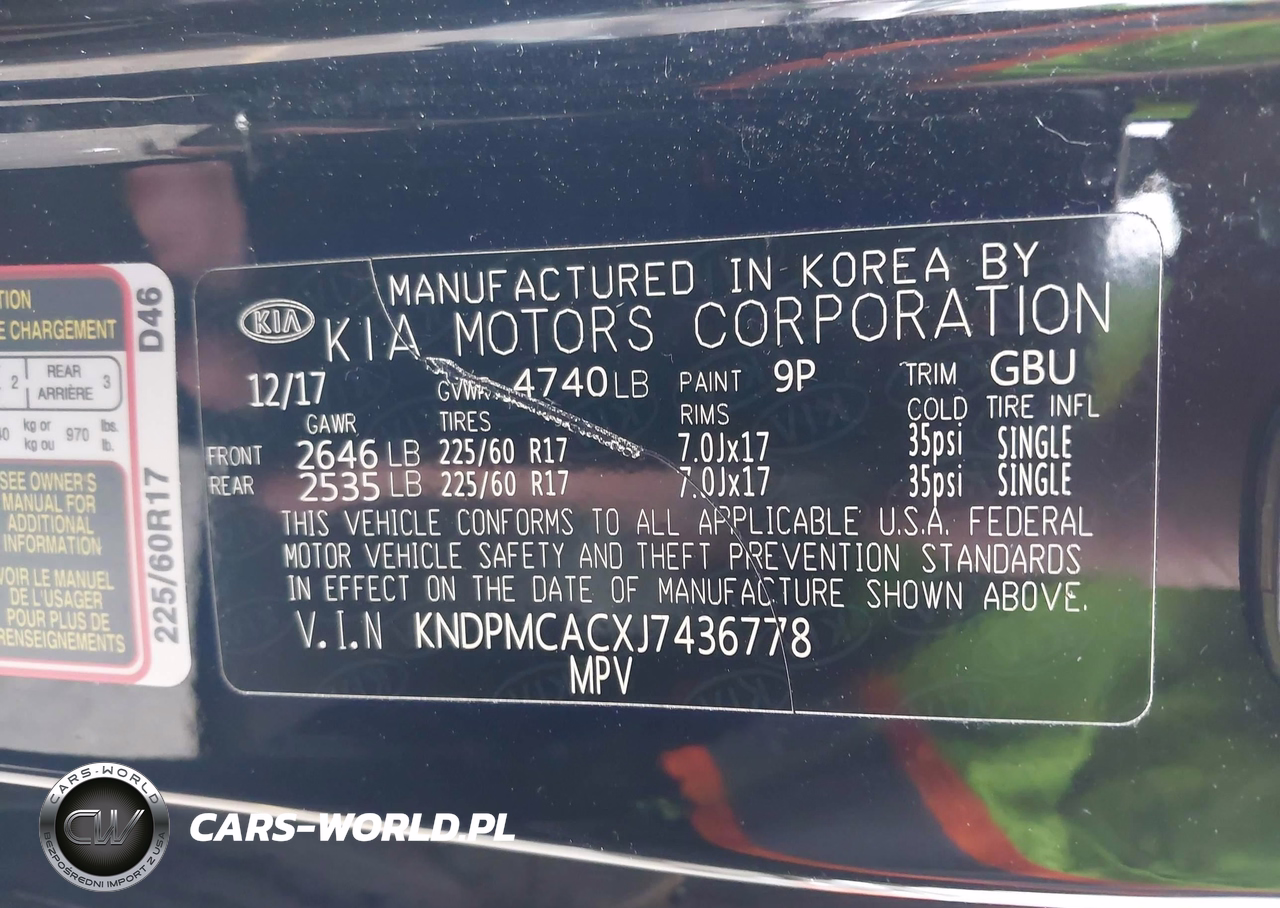 MANUFACTURED IN KOREA BY
KIA KIA MOTORS CORPORATION
12/17 GVWR 4740 LB PAINT 9P TRIM GBU
GAWR TIRES RIMS COLD TIRE INFL
FRONT 2646 LB 225/60 R17 7.0Jx17 35psi SINGLE
REAR 2535 LB 225/60 R17 7.0Jx17 35psi SINGLE
THIS VEHICLE CONFORMS TO ALL APPLICABLE U.S.A. FEDERAL
MOTOR VEHICLE SAFETY AND THEFT PREVENTION STANDARDS
IN EFFECT ON THE DATE OF MANUFACTURE SHOWN ABOVE.
V.I.N KNDPMCACXJ7436778
MPV
CHARGEMENT
2 REAR 3
ARRIÈRE
kg or 970 lbs.
kg ou lb.
SEE OWNER'S
MANUAL FOR
ADDITIONAL
INFORMATION
VOIR LE MANUEL
DE L'USAGER
POUR PLUS DE
RENSEIGNEMENTS
D46
225/60R17
CARS-WORLD
CW
BEZPOŚREDNI IMPORT Z USA
CARS-WORLD.PL